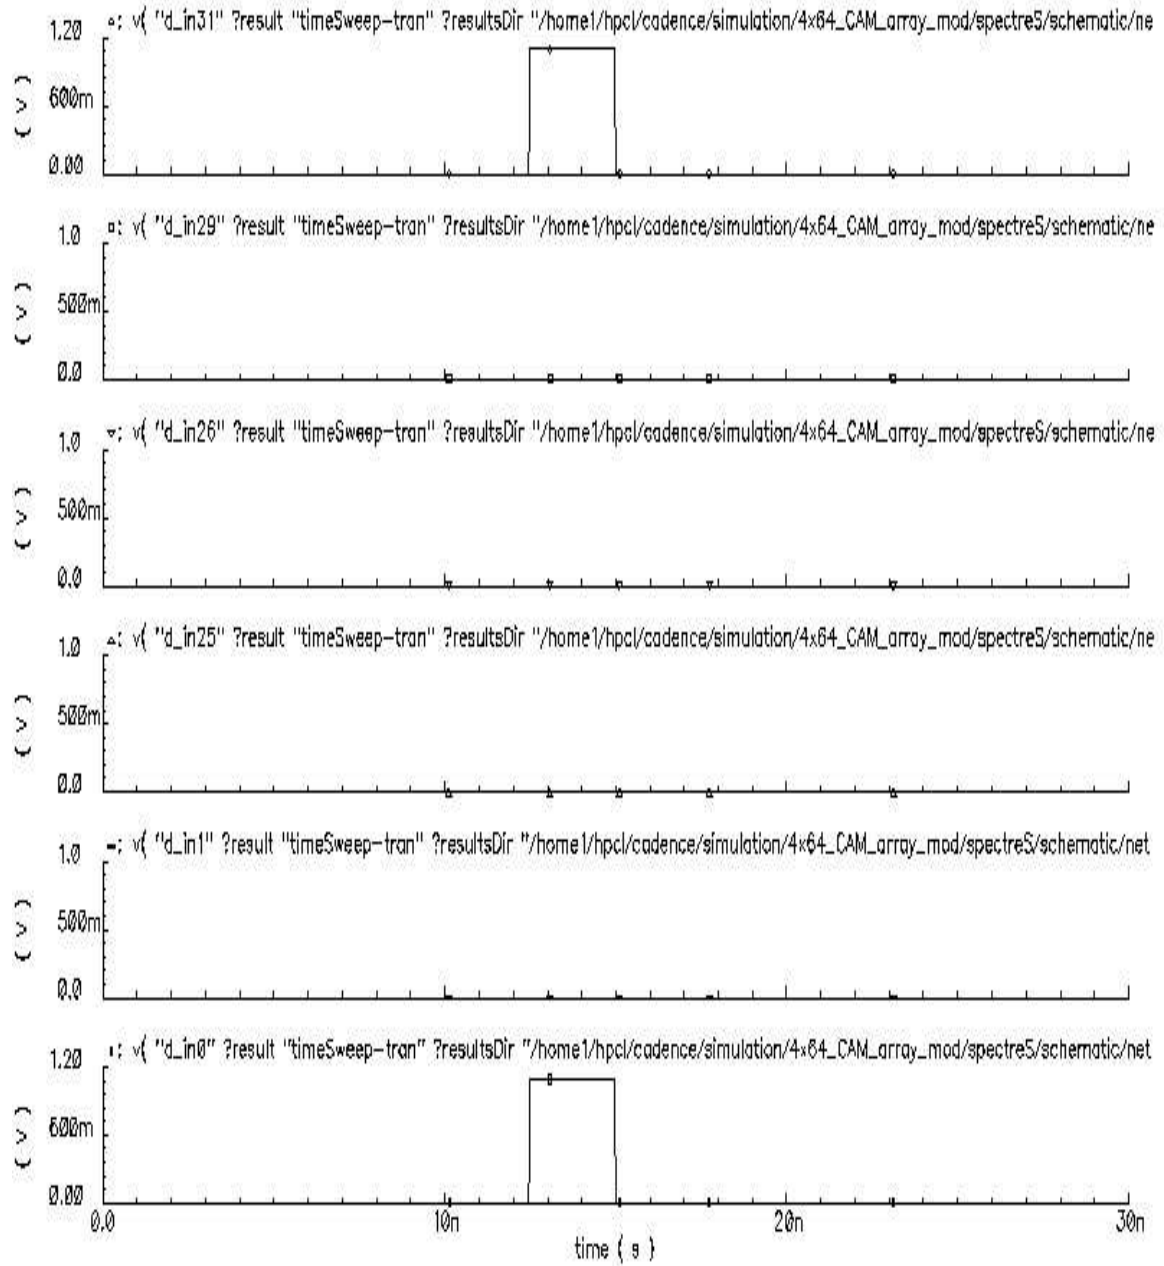 ⋄: v( "d_in31" ?result "timeSweep-tran" ?resultsDir "/home1/hpcl/cadence/simulation/4x64_CAM_array_mod/spectreS/schematic/ne
1.20
600m
0.00
( V )
▫: v( "d_in29" ?result "timeSweep-tran" ?resultsDir "/home1/hpcl/cadence/simulation/4x64_CAM_array_mod/spectreS/schematic/ne
1.0
500m
0.0
( V )
▿: v( "d_in26" ?result "timeSweep-tran" ?resultsDir "/home1/hpcl/cadence/simulation/4x64_CAM_array_mod/spectreS/schematic/ne
1.0
500m
0.0
( V )
▵: v( "d_in25" ?result "timeSweep-tran" ?resultsDir "/home1/hpcl/cadence/simulation/4x64_CAM_array_mod/spectreS/schematic/ne
1.0
500m
0.0
( V )
-: v( "d_in1" ?result "timeSweep-tran" ?resultsDir "/home1/hpcl/cadence/simulation/4x64_CAM_array_mod/spectreS/schematic/net
1.0
500m
0.0
( V )
▫: v( "d_in0" ?result "timeSweep-tran" ?resultsDir "/home1/hpcl/cadence/simulation/4x64_CAM_array_mod/spectreS/schematic/net
1.20
600m
0.00
( V )
0.0 10n 20n 30n
time ( s )